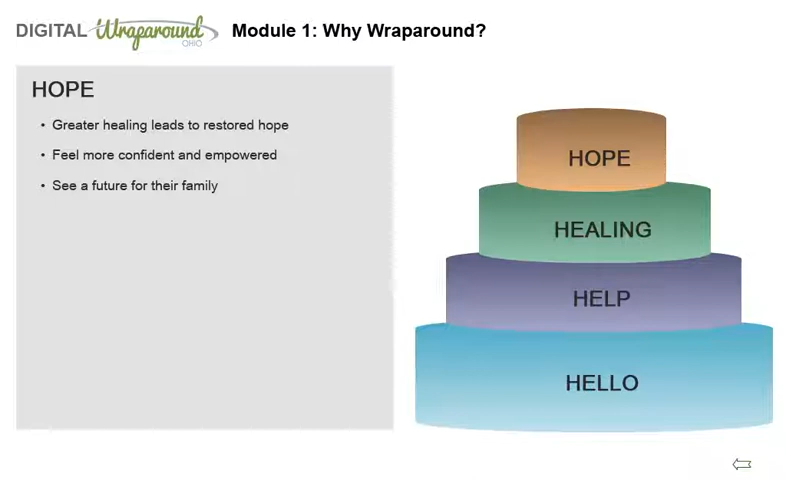 DIGITAL Wraparound OHIO
Module 1: Why Wraparound?
HOPE
• Greater healing leads to restored hope
• Feel more confident and empowered
• See a future for their family
HOPE
HEALING
HELP
HELLO